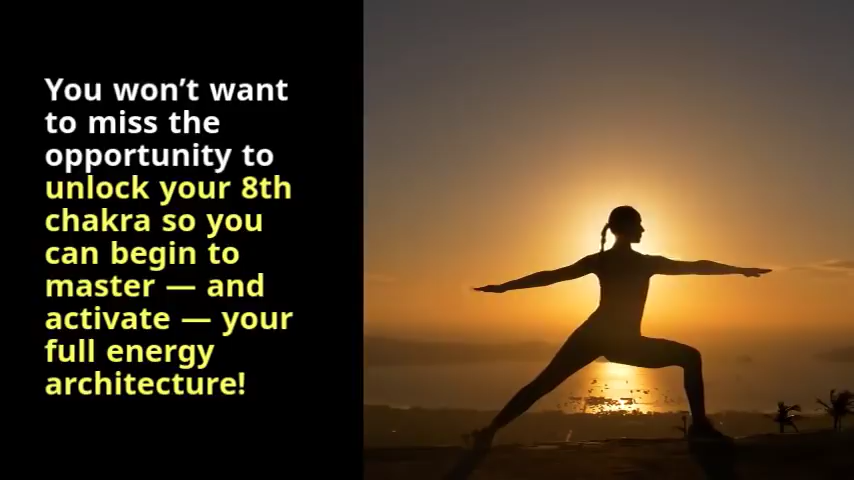 You won’t want
to miss the
opportunity to
unlock your 8th
chakra so you
can begin to
master — and
activate — your
full energy
architecture!